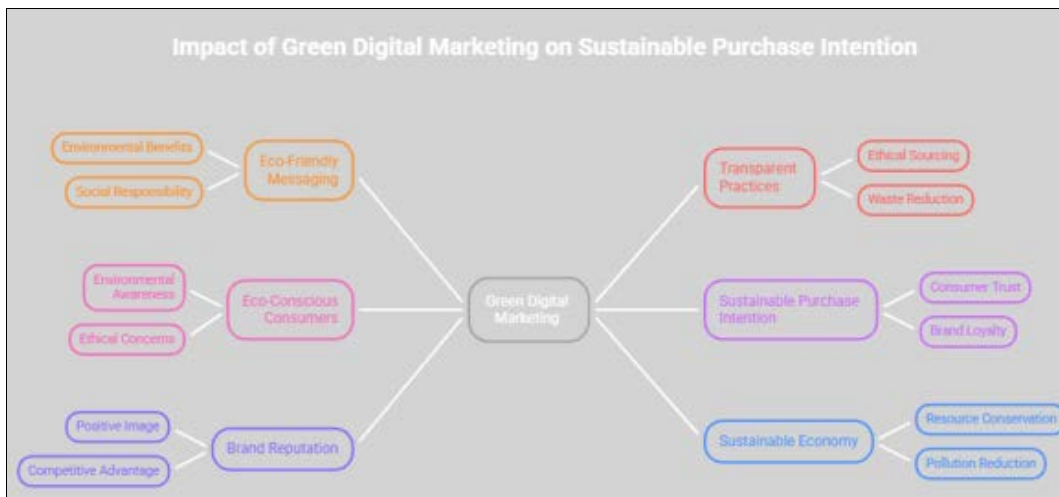 Impact of Green Digital Marketing on Sustainable Purchase Intention
Environmental Benefits
Social Responsibility
Eco-Friendly
Messaging
Environmental
Awareness
Ethical Concerns
Eco-Conscious
Consumers
Positive Image
Competitive Advantage
Brand Reputation
Green Digital
Marketing
Transparent
Practices
Ethical Sourcing
Waste Reduction
Sustainable Purchase
Intention
Consumer Trust
Brand Loyalty
Sustainable Economy
Resource Conservation
Pollution Reduction